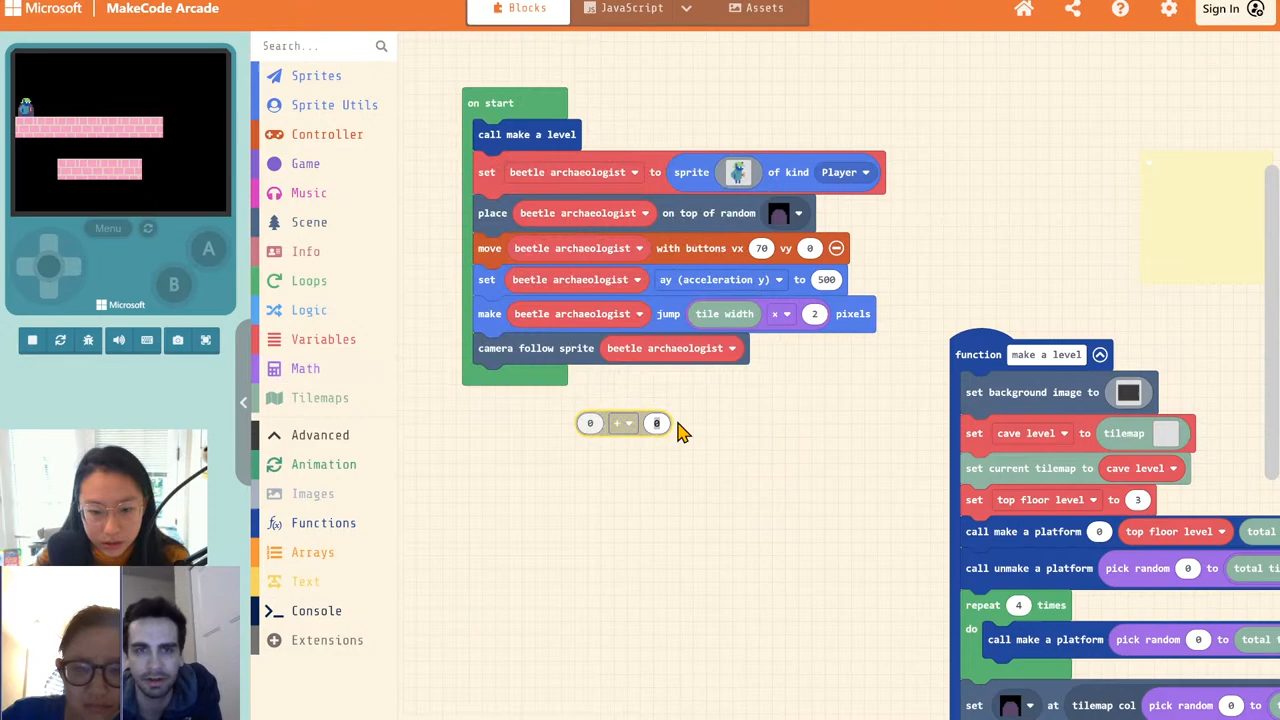 Microsoft MakeCode Arcade Blocks JavaScript Assets Sign In
Menu
A
B
Microsoft
Search...
Sprites
Sprite Utils
Controller
Game
Music
Scene
Info
Loops
Logic
Variables
Math
Tilemaps
Advanced
Animation
Images
Functions
Arrays
Text
Console
Extensions
on start
call make a level
set beetle archaeologist to sprite of kind Player
place beetle archaeologist on top of random
move beetle archaeologist with buttons vx 70 vy 0
set beetle archaeologist ay (acceleration y) to 500
make beetle archaeologist jump tile width × 2 pixels
camera follow sprite beetle archaeologist
0 + 0
function make a level
set background image to
set cave level to tilemap
set current tilemap to cave level
set top floor level to 3
call make a platform 0 top floor level total
call unmake a platform pick random 0 to total ti
repeat 4 times
do call make a platform pick random 0 to total
set at tilemap col pick random 0 to